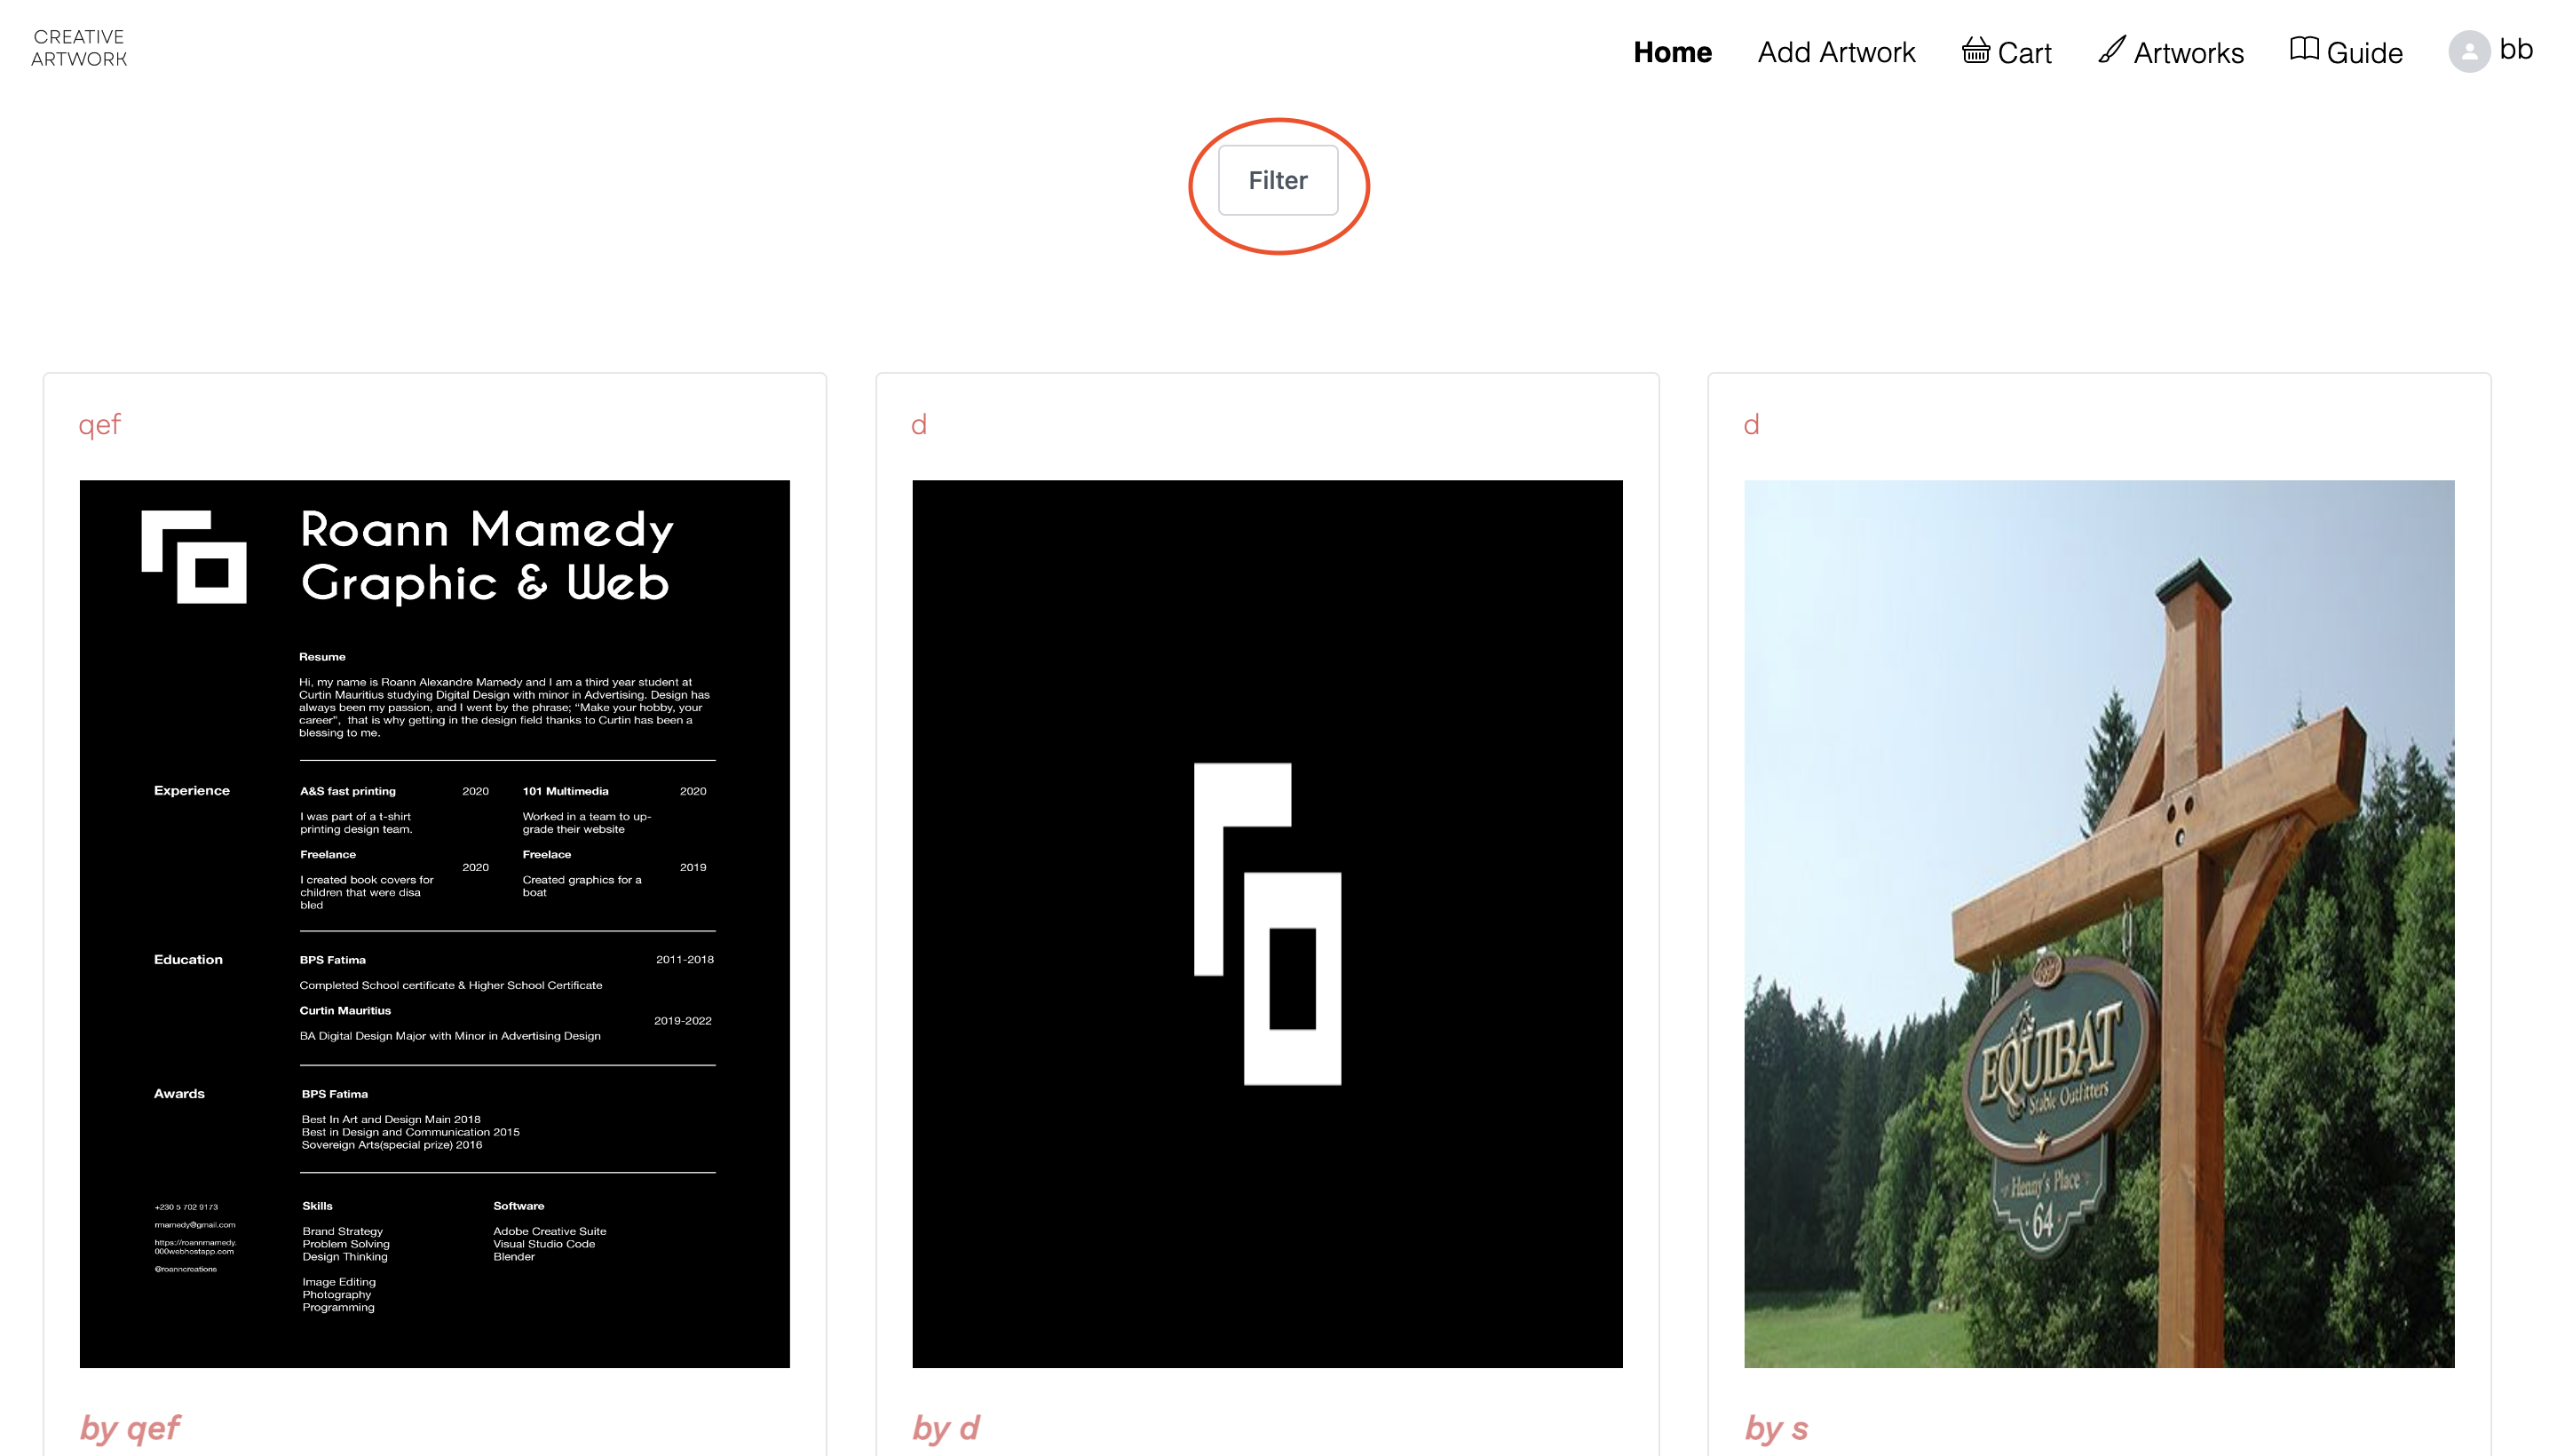 CREATIVE
ARTWORK
Home Add Artwork Cart Artworks Guide bb
Filter
qef
Roann Mamedy
Graphic & Web
Resume
Hi, my name is Roann Alexandre Mamedy and I am a third year student at
Curtin Mauritius studying Digital Design with minor in Advertising. Design has
always been my passion, and I went by the phrase; “Make your hobby, your
career”, that is why getting in the design field thanks to Curtin has been a
blessing to me.
Experience
A&S fast printing 2020
I was part of a t-shirt
printing design team.
Freelance
2020
I created book covers for
children that were disa
bled
101 Multimedia 2020
Worked in a team to up-
grade their website
Freelace
2019
Created graphics for a
boat
Education
BPS Fatima 2011-2018
Completed School certificate & Higher School Certificate
Curtin Mauritius
2019-2022
BA Digital Design Major with Minor in Advertising Design
Awards
BPS Fatima
Best In Art and Design Main 2018
Best in Design and Communication 2015
Sovereign Arts(special prize) 2016
+230 5 702 9173
rmamedy@gmail.com
https://roannmamedy.
000webhostapp.com
@roanncreations
Skills
Brand Strategy
Problem Solving
Design Thinking
Image Editing
Photography
Programming
Software
Adobe Creative Suite
Visual Studio Code
Blender
by qef
d
by d
d
EQUIBAT
Stable Outfitters
Henny's Place
64
by s